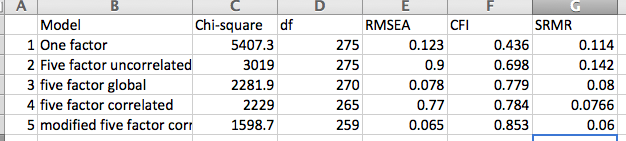 A B C D E F G
Model Chi-square df RMSEA CFI SRMR
1 One factor 5407.3 275 0.123 0.436 0.114
2 Five factor uncorrelated 3019 275 0.9 0.698 0.142
3 five factor global 2281.9 270 0.078 0.779 0.08
4 five factor correlated 2229 265 0.77 0.784 0.0766
5 modified five factor corr 1598.7 259 0.065 0.853 0.06